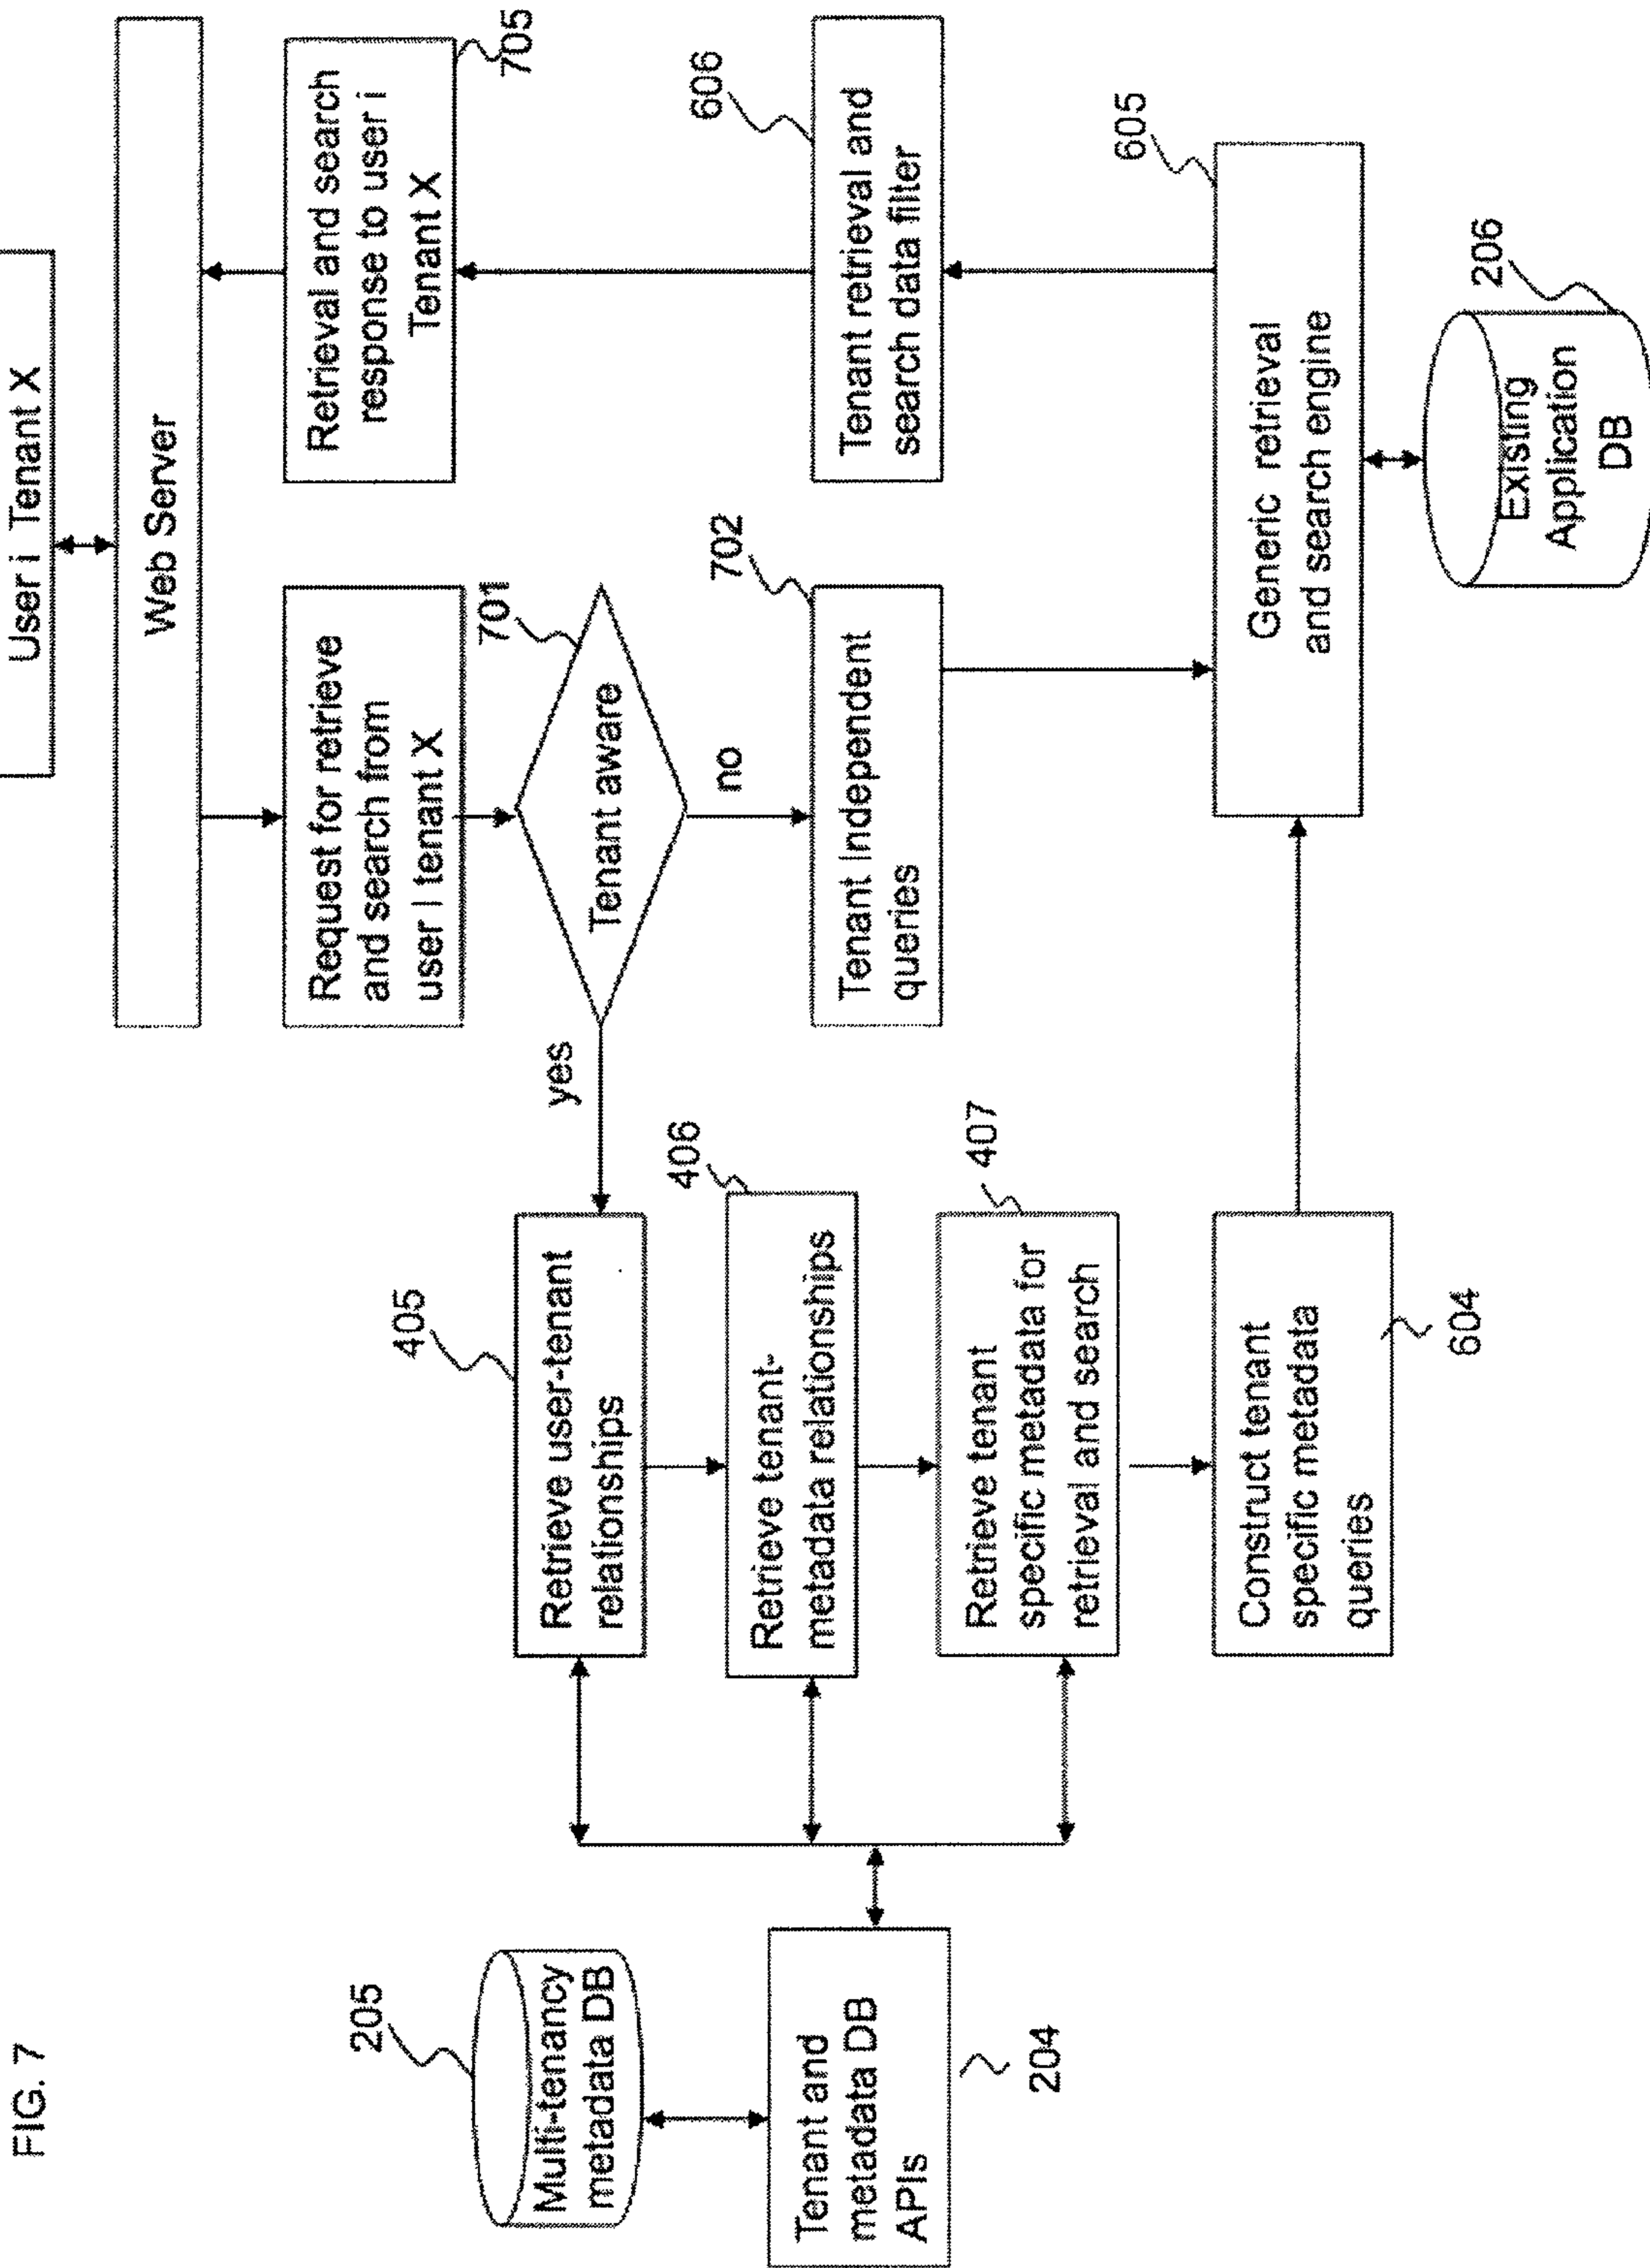 FIG. 7
User i Tenant X
Web Server
Request for retrieve
and search from
user I tenant X
Retrieval and search
response to user i
Tenant X
705
701
Tenant aware
yes
no
405
Retrieve user-tenant
relationships
406
Retrieve tenant-
metadata relationships
407
Retrieve tenant
specific metadata for
retrieval and search
Construct tenant
specific metadata
queries
604
205
Multi-tenancy
metadata DB
Tenant and
metadata DB
APIs
204
702
Tenant Independent
queries
606
Tenant retrieval and
search data filter
605
Generic retrieval
and search engine
206
Existing
Application
DB